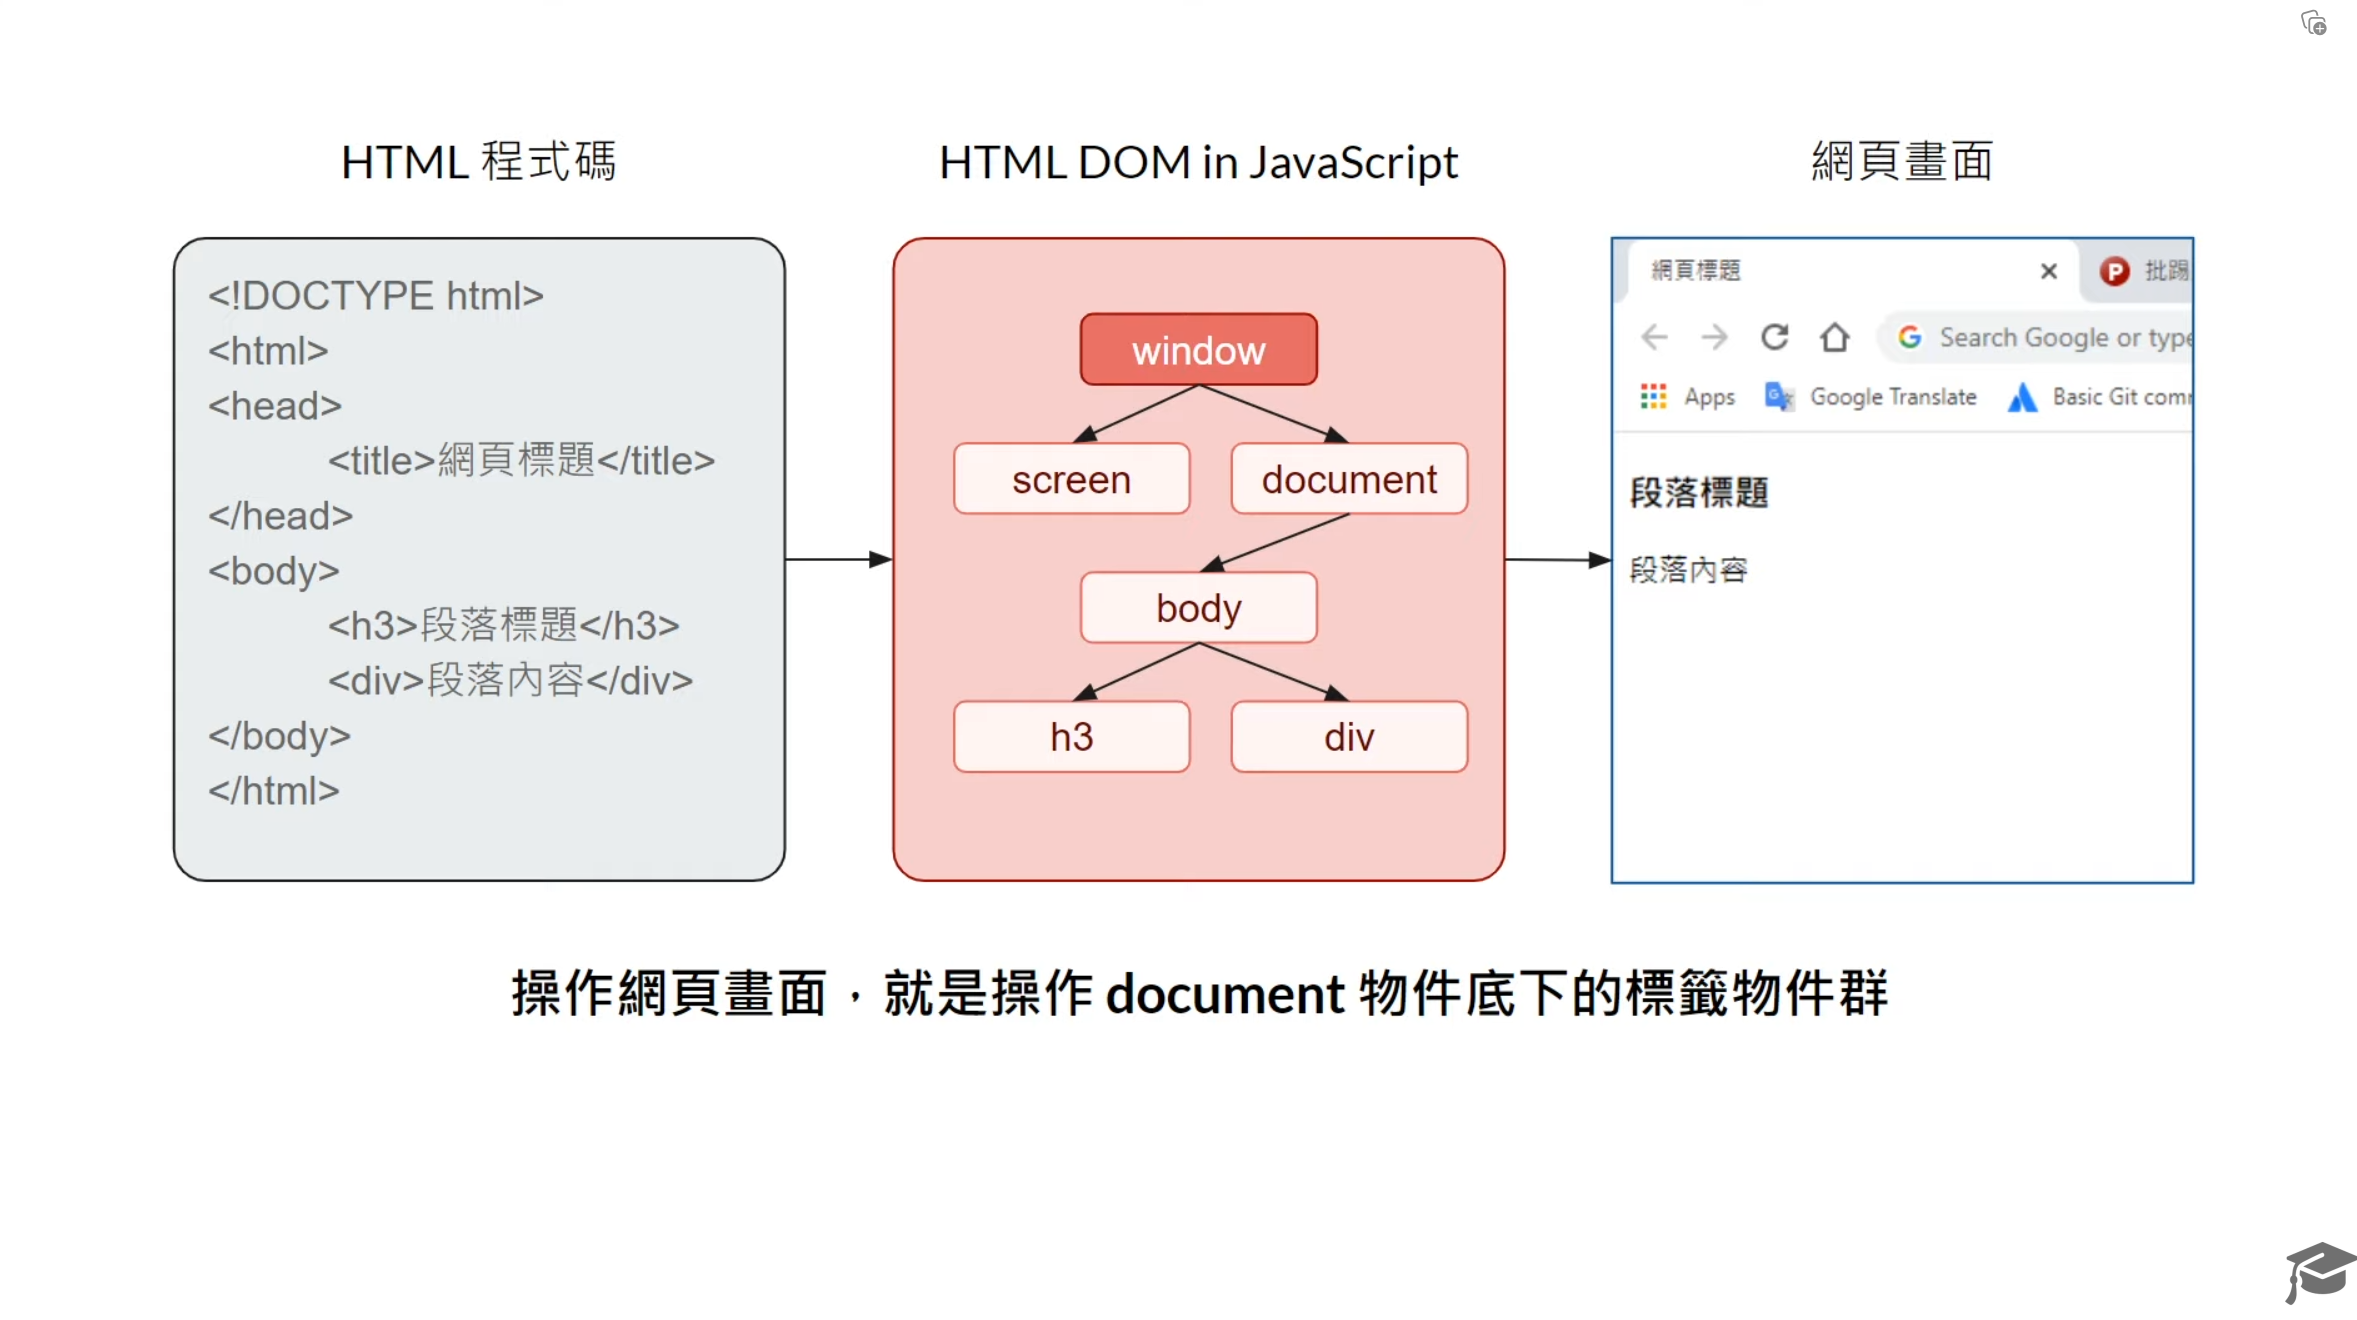 HTML 程式碼
<!DOCTYPE html>
<html>
<head>
<title>網頁標題</title>
</head>
<body>
<h3>段落標題</h3>
<div>段落內容</div>
</body>
</html>
HTML DOM in JavaScript
window
screen
document
body
h3
div
網頁畫面
網頁標題
批踢
Search Google or type
Apps
Google Translate
Basic Git com
段落標題
段落內容
操作網頁畫面，就是操作 document 物件底下的標籤物件群